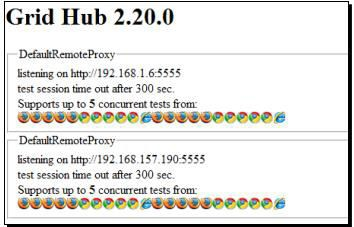 Grid Hub 2.20.0
DefaultRemoteProxy
listening on http://192.168.1.6:5555
test session time out after 300 sec.
Supports up to 5 concurrent tests from:
DefaultRemoteProxy
listening on http://192.168.157.190:5555
test session time out after 300 sec.
Supports up to 5 concurrent tests from: